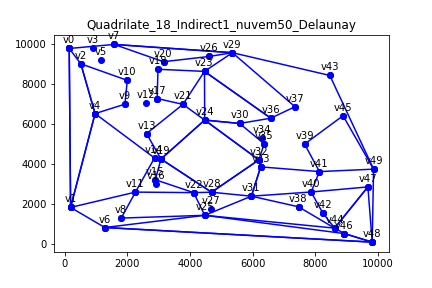 Quadrilate_18_Indirect1_nuvem50_Delaunay
10000
8000
6000
4000
2000
0
0 2000 4000 6000 8000 10000
v0 v3 v7
v2 v5 v20 v26 v29
v10 v23 v43
v9 v12 v17 v21 v37
v4 v24 v30 v36 v45
v13 v34 v39
v19 v32 v41 v49
v11 v22 v28 v40 v47
v1 v8 v27 v31 v38 v42
v6 v44 v46 v48